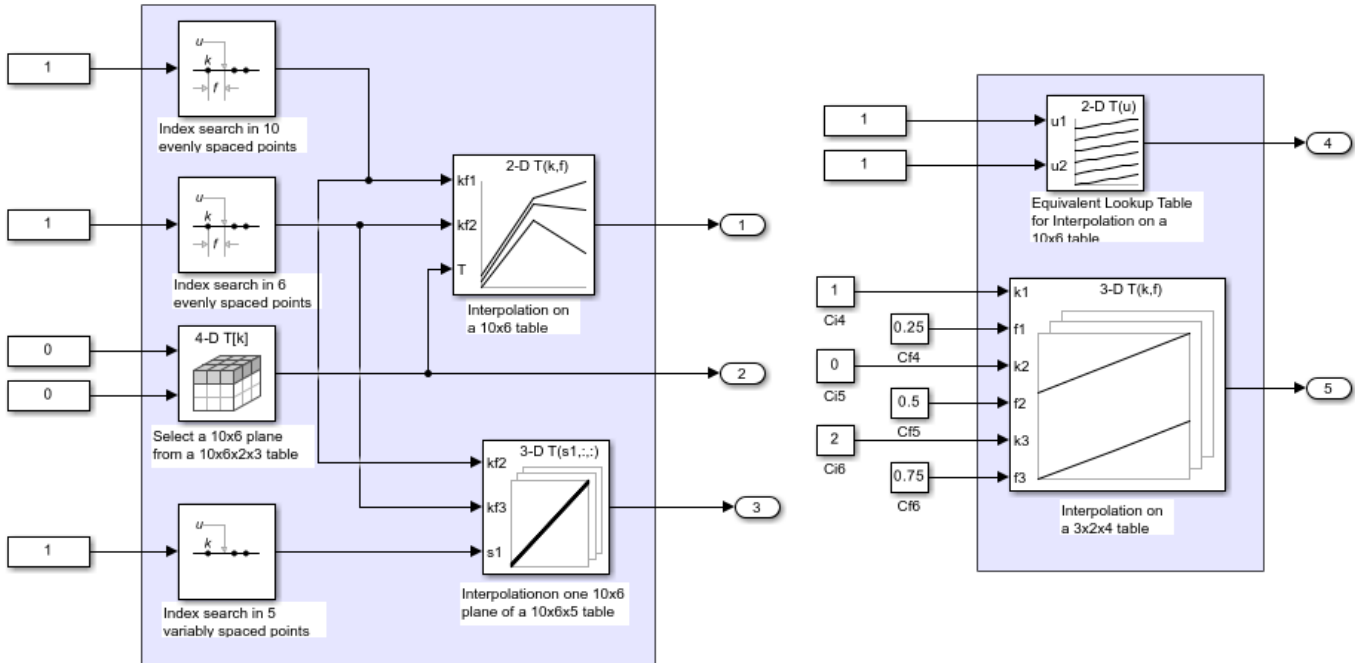 1
u
k
f
Index search in 10
evenly spaced points
1
u
k
f
Index search in 6
evenly spaced points
0
0
4-D T[k]
Select a 10x6 plane
from a 10x6x2x3 table
1
u
k
Index search in 5
variably spaced points
2-D T(k,f)
kf1
kf2
T
Interpolation on
a 10x6 table
3-D T(s1,:,:)
kf2
kf3
s1
Interpolationon one 10x6
plane of a 10x6x5 table
1
2
3
1
1
2-D T(u)
u1
u2
Equivalent Lookup Table
for Interpolation on a
10x6 table
4
1
Ci4
0.25
Cf4
0
Ci5
0.5
Cf5
2
Ci6
0.75
Cf6
3-D T(k,f)
k1
f1
k2
f2
k3
f3
Interpolation on
a 3x2x4 table
5